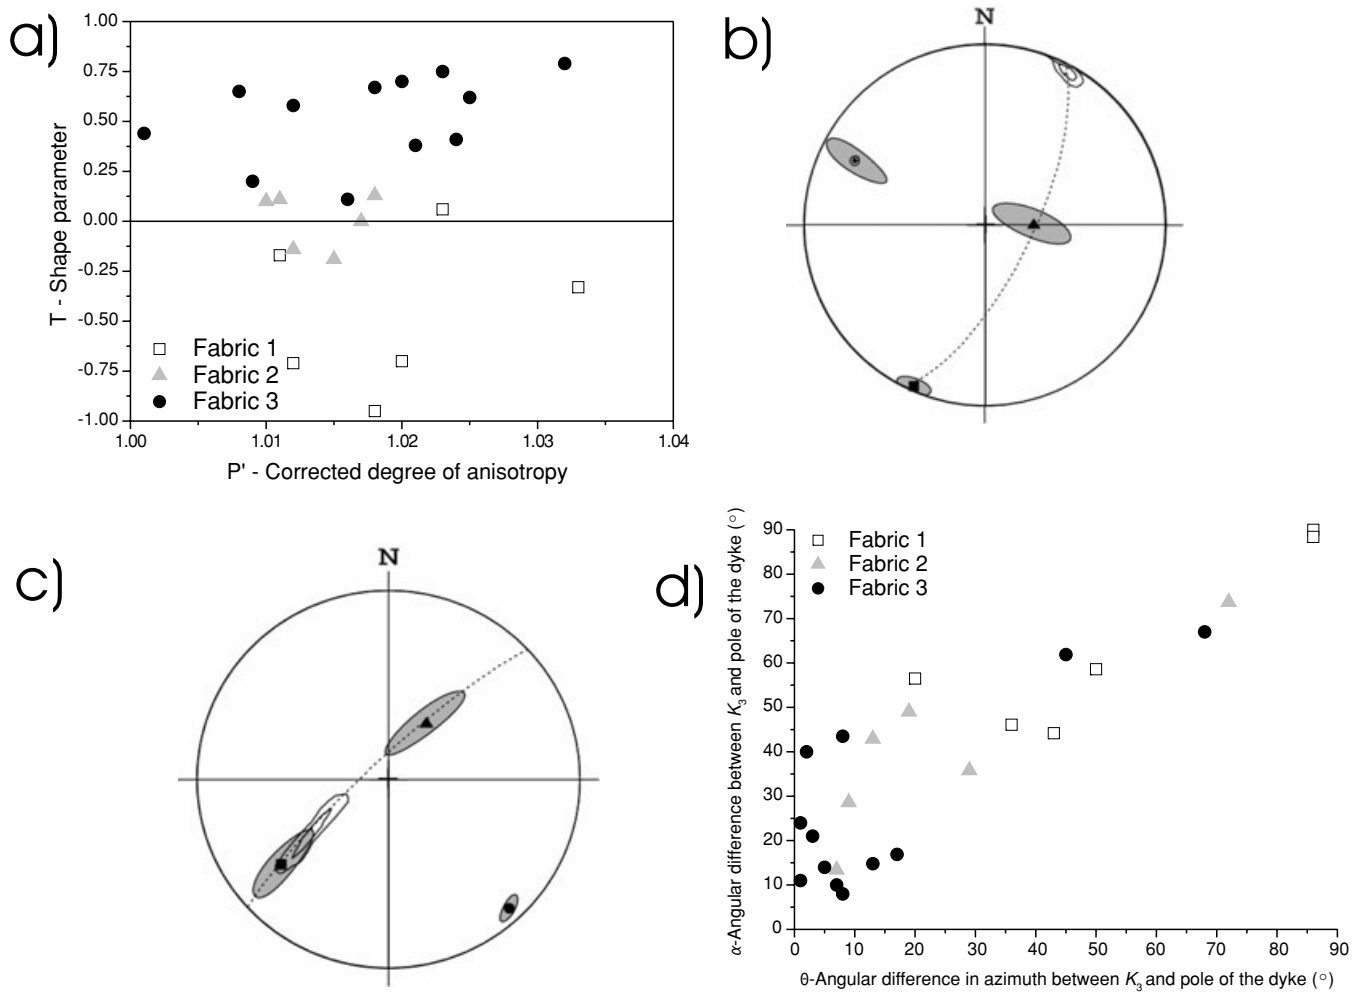 a)
1.00
0.75
0.50
0.25
0.00
-0.25
-0.50
-0.75
-1.00
T - Shape parameter
Fabric 1
Fabric 2
Fabric 3
1.00 1.01 1.02 1.03 1.04
P' - Corrected degree of anisotropy
b)
N
c)
N
d)
90
80
70
60
50
40
30
20
10
0
α-Angular difference between K3 and pole of the dyke (°)
Fabric 1
Fabric 2
Fabric 3
0 10 20 30 40 50 60 70 80 90
θ-Angular difference in azimuth between K3 and pole of the dyke (°)